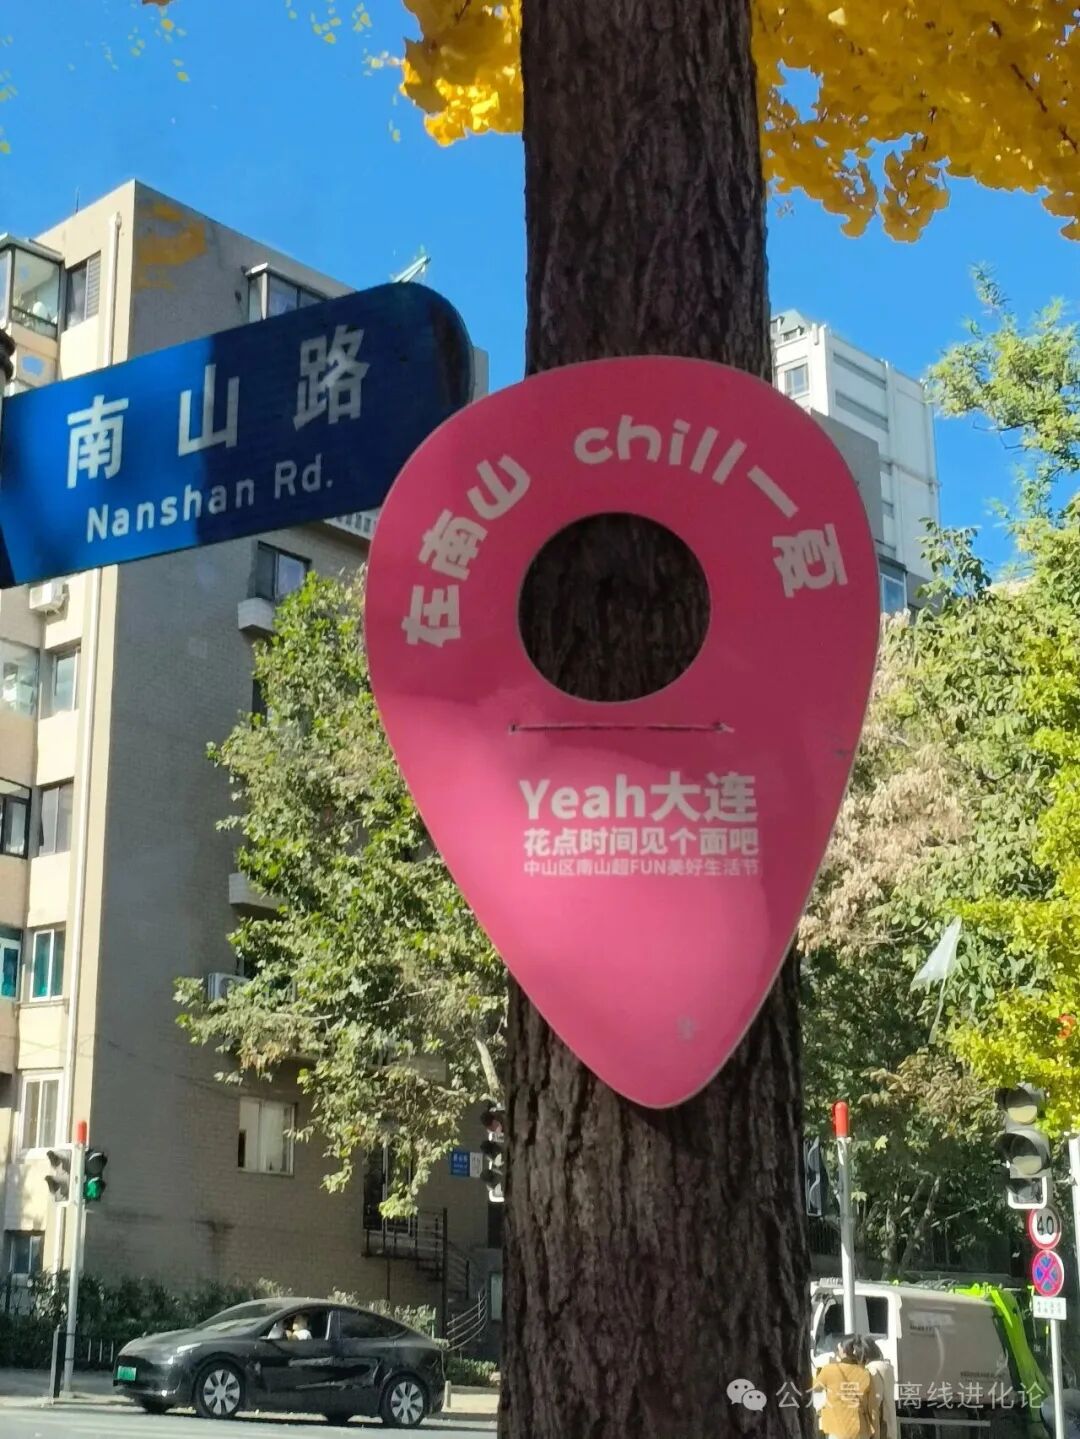 南山路
Nanshan Rd.
在南山 chill一夏
Yeah大连
花点时间见个面吧
中山区南山超FUN美好生活节
40
公众号·离线进化论